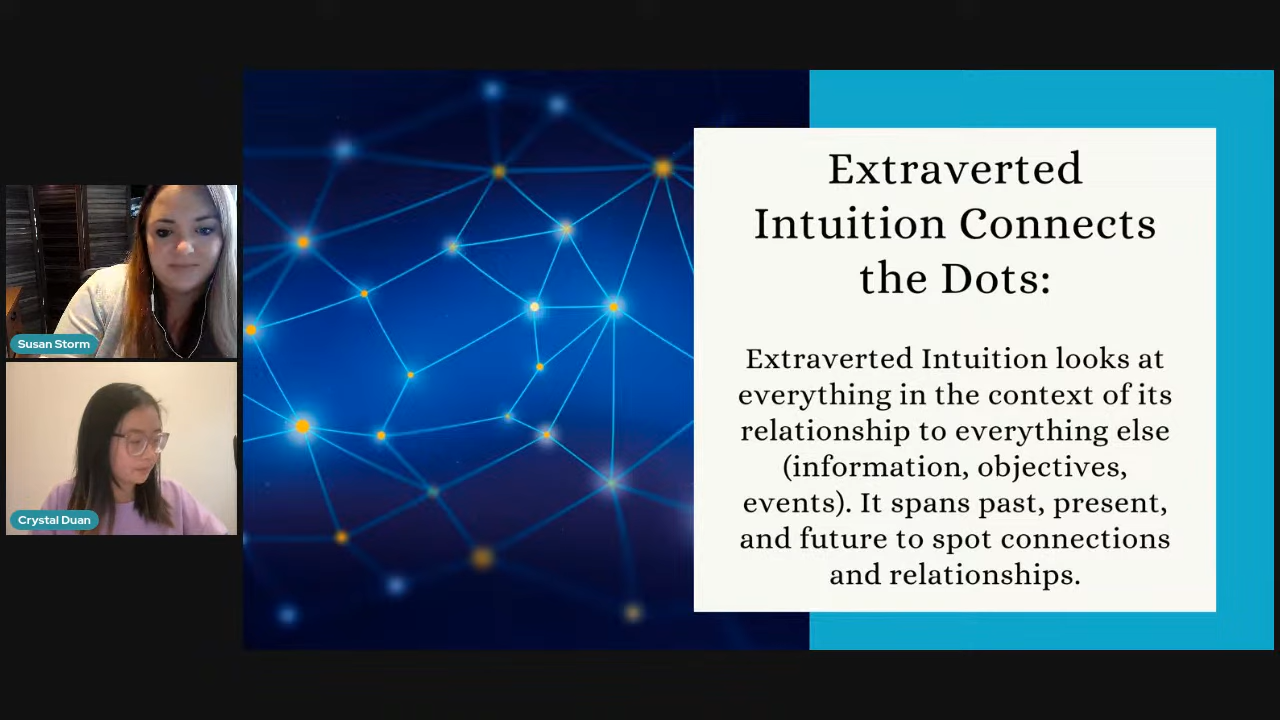 Susan Storm
Crystal Duan
Extraverted
Intuition Connects
the Dots:
Extraverted Intuition looks at
everything in the context of its
relationship to everything else
(information, objectives,
events). It spans past, present,
and future to spot connections
and relationships.